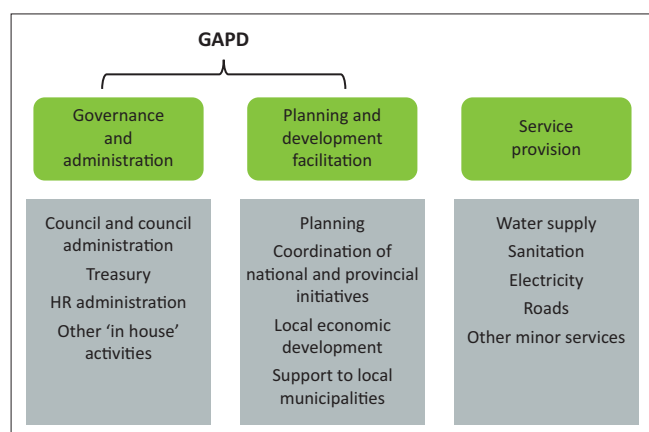 GAPD
Governance
and
administration
Planning and
development
facilitation
Service
provision
Council and council
administration
Treasury
HR administration
Other ‘in house’
activities
Planning
Coordination of
national and provincial
initiatives
Local economic
development
Support to local
municipalities
Water supply
Sanitation
Electricity
Roads
Other minor services